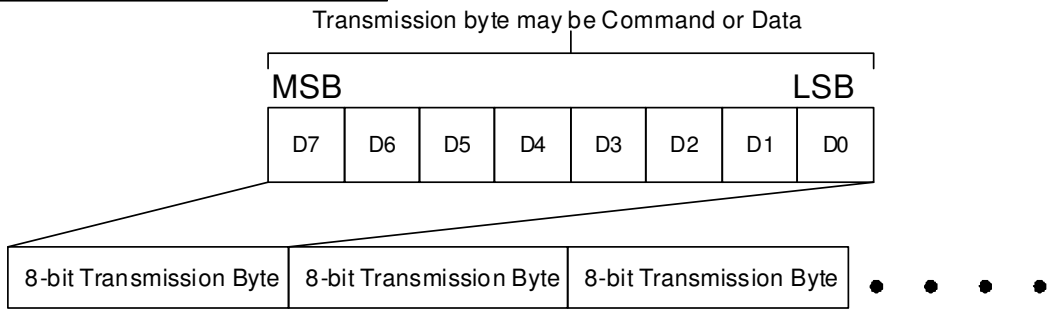 Transmission byte may be Command or Data
MSB LSB
D7 D6 D5 D4 D3 D2 D1 D0
8-bit Transmission Byte 8-bit Transmission Byte 8-bit Transmission Byte